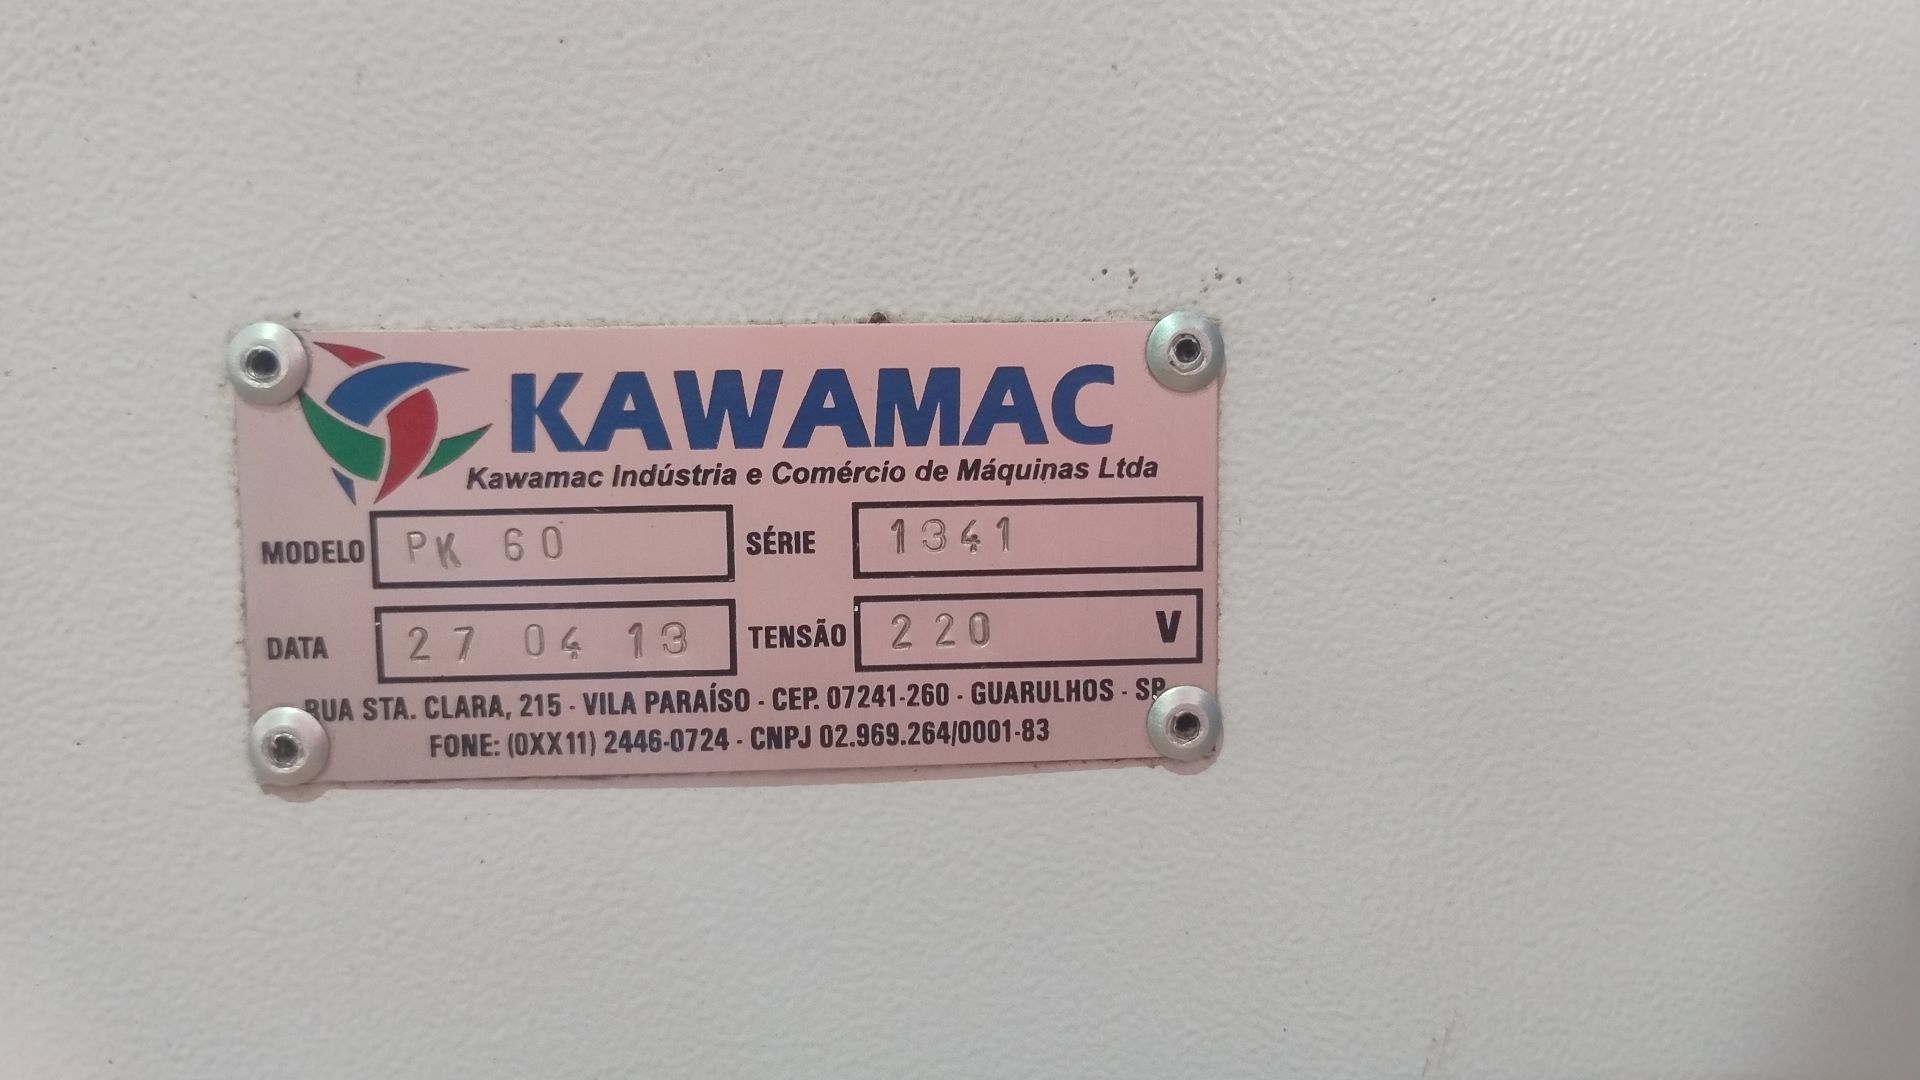 KAWAMAC
Kawamac Indústria e Comércio de Máquinas Ltda
MODELO PK 60 SÉRIE 1341
DATA 27 04 13 TENSÃO 220 V
RUA STA. CLARA, 215 - VILA PARAÍSO - CEP. 07241-260 - GUARULHOS - SP
FONE: (0XX11) 2446-0724 - CNPJ 02.969.264/0001-83